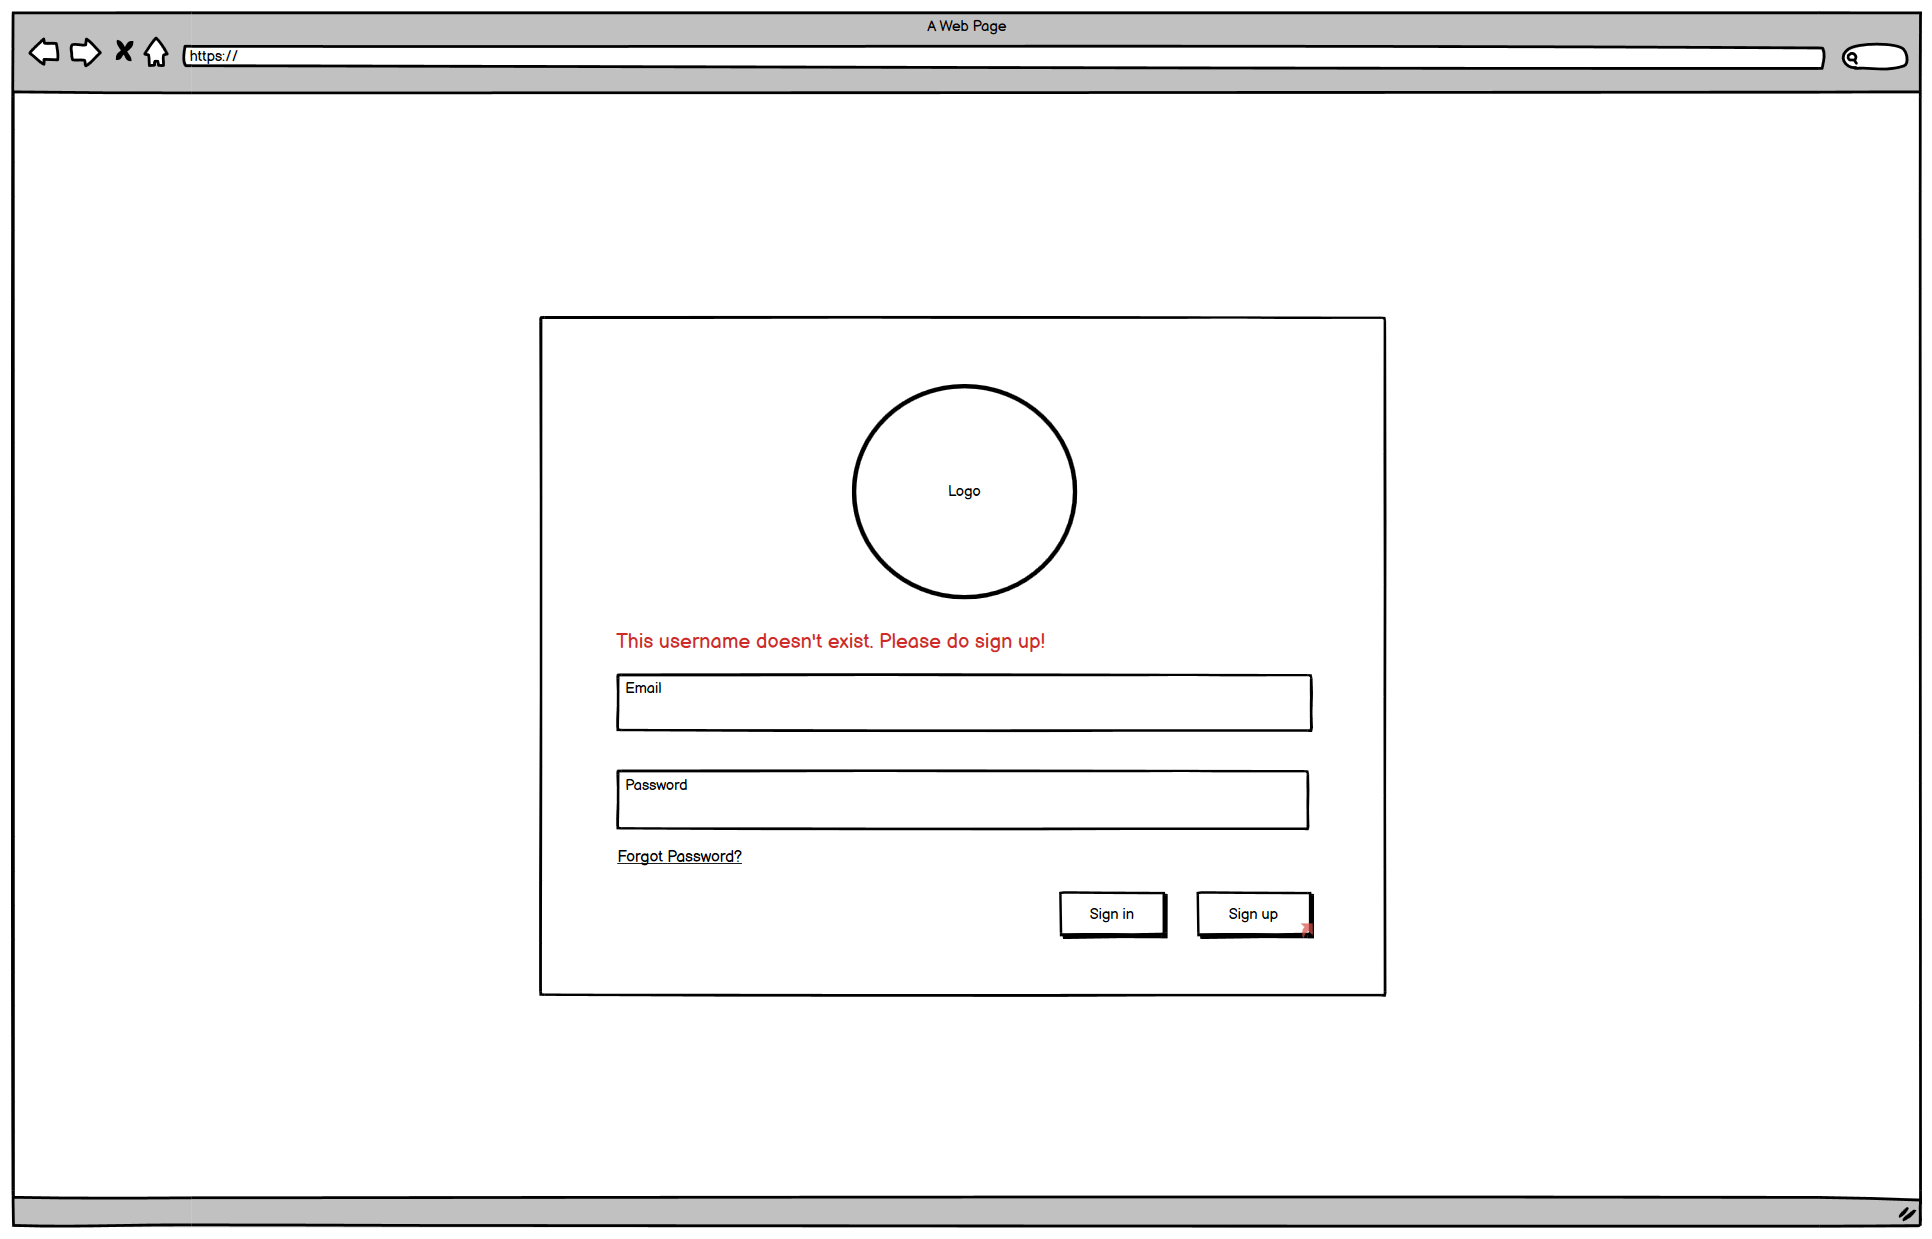 A Web Page
https://
Logo
This username doesn't exist. Please do sign up!
Email
Password
Forgot Password?
Sign in
Sign up